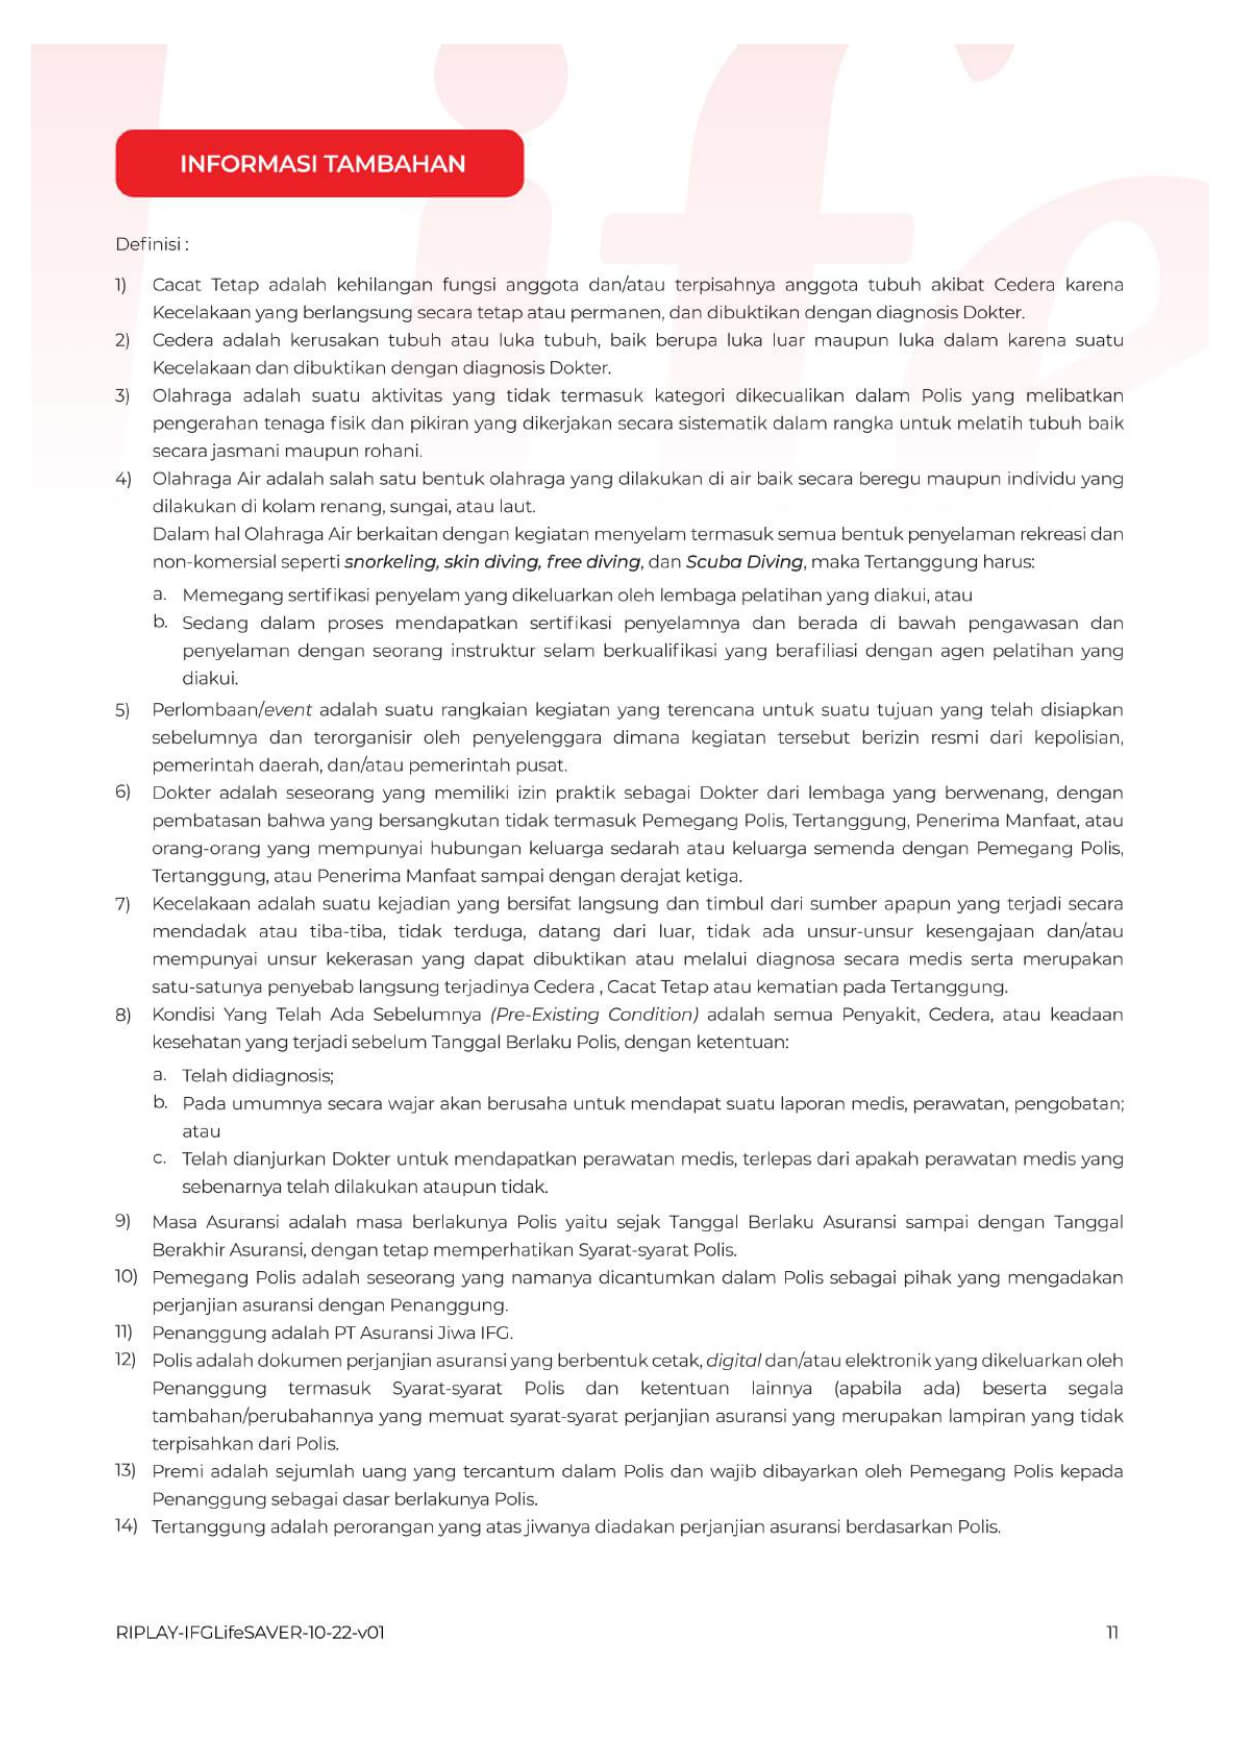 INFORMASI TAMBAHAN
Definisi :
1) Cacat Tetap adalah kehilangan fungsi anggota dan/atau terpisahnya anggota tubuh akibat Cedera karena
Kecelakaan yang berlangsung secara tetap atau permanen, dan dibuktikan dengan diagnosis Dokter.
2) Cedera adalah kerusakan tubuh atau luka tubuh, baik berupa luka luar maupun luka dalam karena suatu
Kecelakaan dan dibuktikan dengan diagnosis Dokter.
3) Olahraga adalah suatu aktivitas yang tidak termasuk kategori dikecualikan dalam Polis yang melibatkan
pengerahan tenaga fisik dan pikiran yang dikerjakan secara sistematik dalam rangka untuk melatih tubuh baik
secara jasmani maupun rohani.
4) Olahraga Air adalah salah satu bentuk olahraga yang dilakukan di air baik secara beregu maupun individu yang
dilakukan di kolam renang, sungai, atau laut.
Dalam hal Olahraga Air berkaitan dengan kegiatan menyelam termasuk semua bentuk penyelaman rekreasi dan
non-komersial seperti snorkeling, skin diving, free diving, dan Scuba Diving, maka Tertanggung harus:
a. Memegang sertifikasi penyelam yang dikeluarkan oleh lembaga pelatihan yang diakui, atau
b. Sedang dalam proses mendapatkan sertifikasi penyelamnya dan berada di bawah pengawasan dan
penyelaman dengan seorang instruktur selam berkualifikasi yang berafiliasi dengan agen pelatihan yang
diakui.
5) Perlombaan/event adalah suatu rangkaian kegiatan yang terencana untuk suatu tujuan yang telah disiapkan
sebelumnya dan terorganisir oleh penyelenggara dimana kegiatan tersebut berizin resmi dari kepolisian,
pemerintah daerah, dan/atau pemerintah pusat.
6) Dokter adalah seseorang yang memiliki izin praktik sebagai Dokter dari lembaga yang berwenang, dengan
pembatasan bahwa yang bersangkutan tidak termasuk Pemegang Polis, Tertanggung, Penerima Manfaat, atau
orang-orang yang mempunyai hubungan keluarga sedarah atau keluarga semenda dengan Pemegang Polis,
Tertanggung, atau Penerima Manfaat sampai dengan derajat ketiga.
7) Kecelakaan adalah suatu kejadian yang bersifat langsung dan timbul dari sumber apapun yang terjadi secara
mendadak atau tiba-tiba, tidak terduga, datang dari luar, tidak ada unsur-unsur kesengajaan dan/atau
mempunyai unsur kekerasan yang dapat dibuktikan atau melalui diagnosa secara medis serta merupakan
satu-satunya penyebab langsung terjadinya Cedera , Cacat Tetap atau kematian pada Tertanggung.
8) Kondisi Yang Telah Ada Sebelumnya (Pre-Existing Condition) adalah semua Penyakit, Cedera, atau keadaan
kesehatan yang terjadi sebelum Tanggal Berlaku Polis, dengan ketentuan:
a. Telah didiagnosis;
b. Pada umumnya secara wajar akan berusaha untuk mendapat suatu laporan medis, perawatan, pengobatan;
atau
c. Telah dianjurkan Dokter untuk mendapatkan perawatan medis, terlepas dari apakah perawatan medis yang
sebenarnya telah dilakukan ataupun tidak.
9) Masa Asuransi adalah masa berlakunya Polis yaitu sejak Tanggal Berlaku Asuransi sampai dengan Tanggal
Berakhir Asuransi, dengan tetap memperhatikan Syarat-syarat Polis.
10) Pemegang Polis adalah seseorang yang namanya dicantumkan dalam Polis sebagai pihak yang mengadakan
perjanjian asuransi dengan Penanggung.
11) Penanggung adalah PT Asuransi Jiwa IFG.
12) Polis adalah dokumen perjanjian asuransi yang berbentuk cetak, digital dan/atau elektronik yang dikeluarkan oleh
Penanggung termasuk Syarat-syarat Polis dan ketentuan lainnya (apabila ada) beserta segala
tambahan/perubahannya yang memuat syarat-syarat perjanjian asuransi yang merupakan lampiran yang tidak
terpisahkan dari Polis.
13) Premi adalah sejumlah uang yang tercantum dalam Polis dan wajib dibayarkan oleh Pemegang Polis kepada
Penanggung sebagai dasar berlakunya Polis.
14) Tertanggung adalah perorangan yang atas jiwanya diadakan perjanjian asuransi berdasarkan Polis.
RIPLAY-IFGLifeSAVER-10-22-v01
11